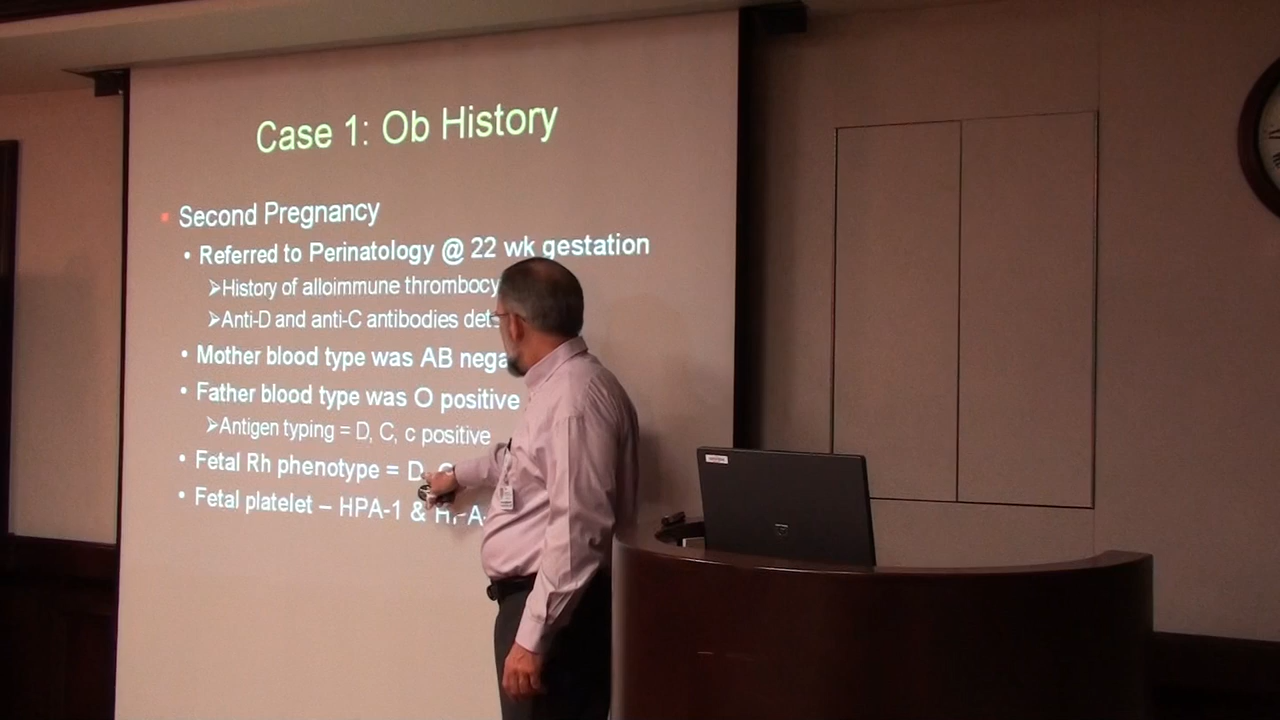 Case 1: Ob History
Second Pregnancy
• Referred to Perinatology @ 22 wk gestation
➢History of alloimmune thrombocy
➢Anti-D and anti-C antibodies det
• Mother blood type was AB nega
• Father blood type was O positive
➢Antigen typing = D, C, c positive
• Fetal Rh phenotype = D,
• Fetal platelet – HPA-1 & HPA-